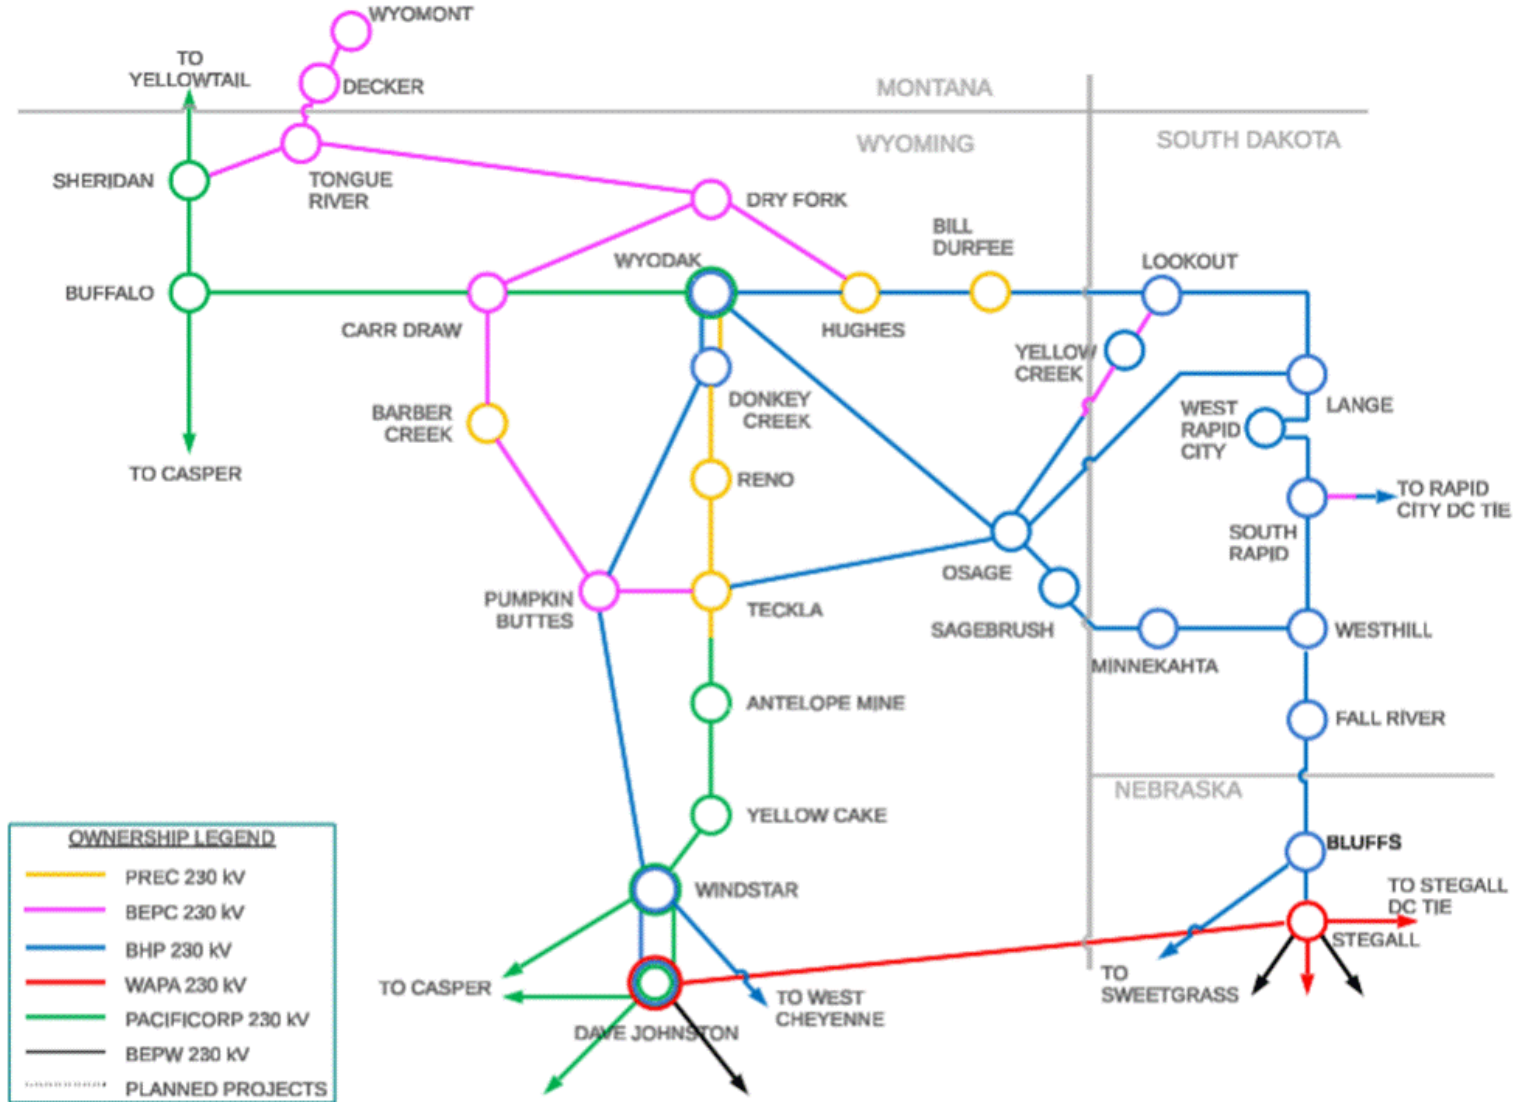 WYOMONT
TO
YELLOWTAIL
DECKER
MONTANA
WYOMING
SOUTH DAKOTA
SHERIDAN
TONGUE
RIVER
DRY FORK
BILL
DURFEE
WYODAK
LOOKOUT
BUFFALO
CARR DRAW
HUGHES
YELLOW
CREEK
DONKEY
CREEK
LANGE
BARBER
CREEK
WEST
RAPID
CITY
TO CASPER
RENO
TO RAPID
CITY DC TIE
SOUTH
RAPID
OSAGE
PUMPKIN
BUTTES
TECKLA
SAGEBRUSH
WESTHILL
MINNEKAHTA
ANTELOPE MINE
FALL RIVER
NEBRASKA
YELLOW CAKE
OWNERSHIP LEGEND
PREC 230 kV
BEPC 230 kV
BHP 230 kV
WAPA 230 kV
PACIFICORP 230 kV
BEPW 230 kV
PLANNED PROJECTS
BLUFFS
WINDSTAR
TO STEGALL
DC TIE
STEGALL
TO CASPER
TO
SWEETGRASS
TO WEST
CHEYENNE
DAVE JOHNSTON